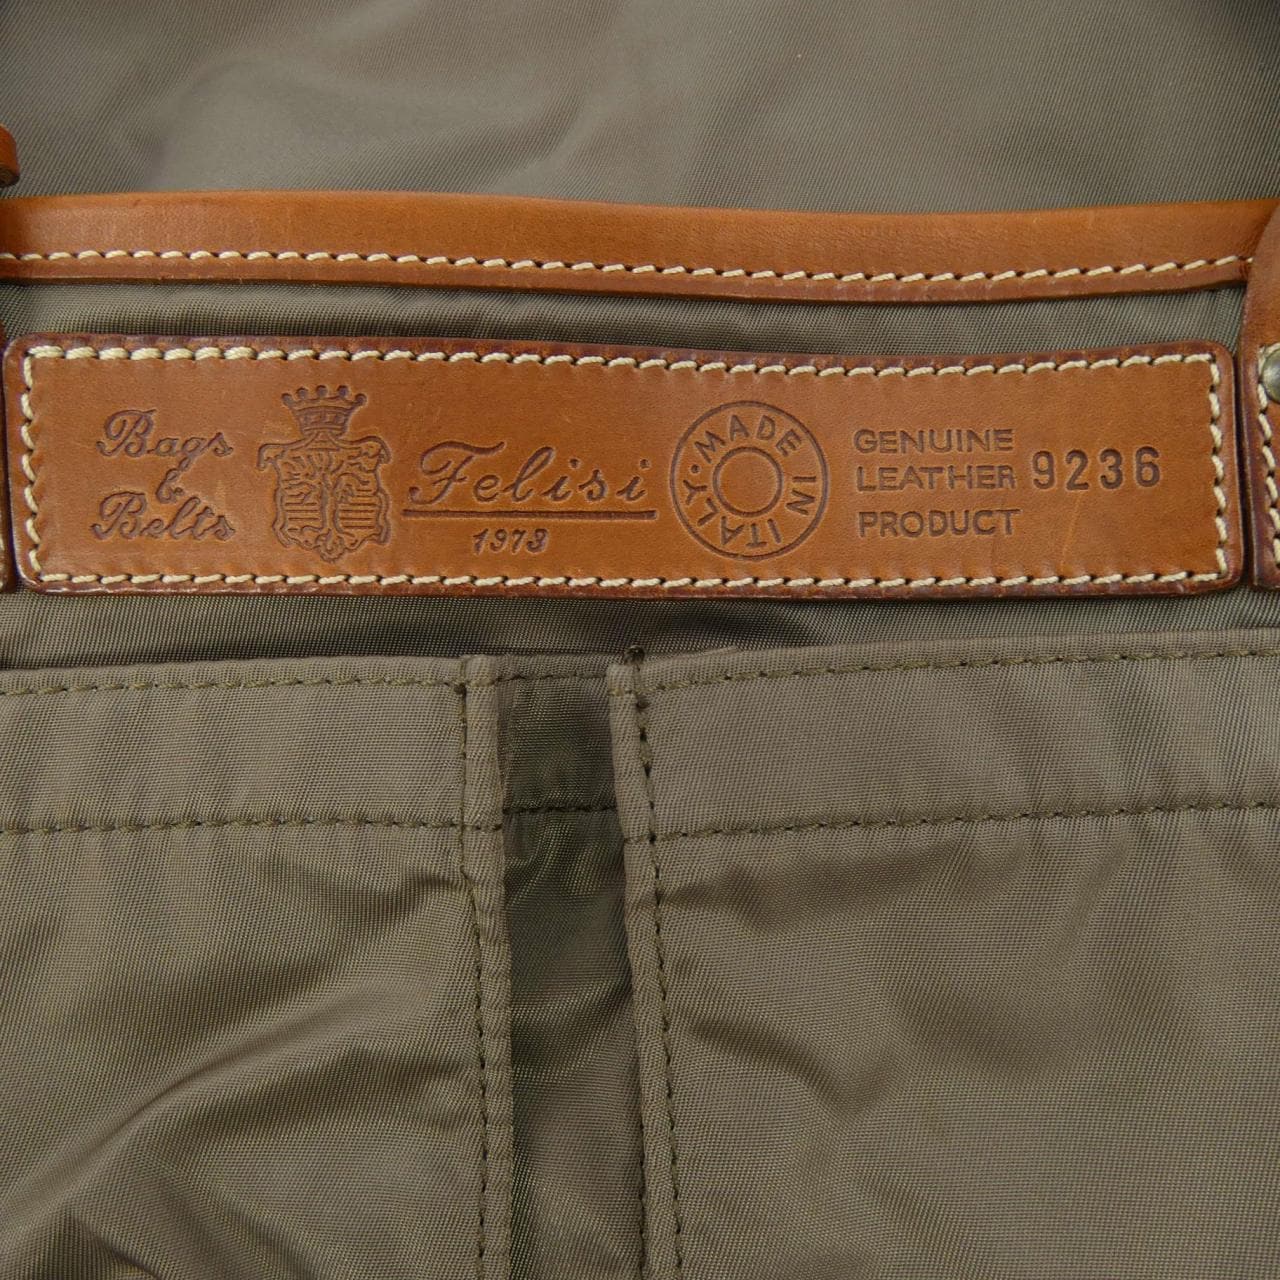 Bags
&
Belts
Felisi
1973
MADE IN ITALY
GENUINE
LEATHER
PRODUCT
9236